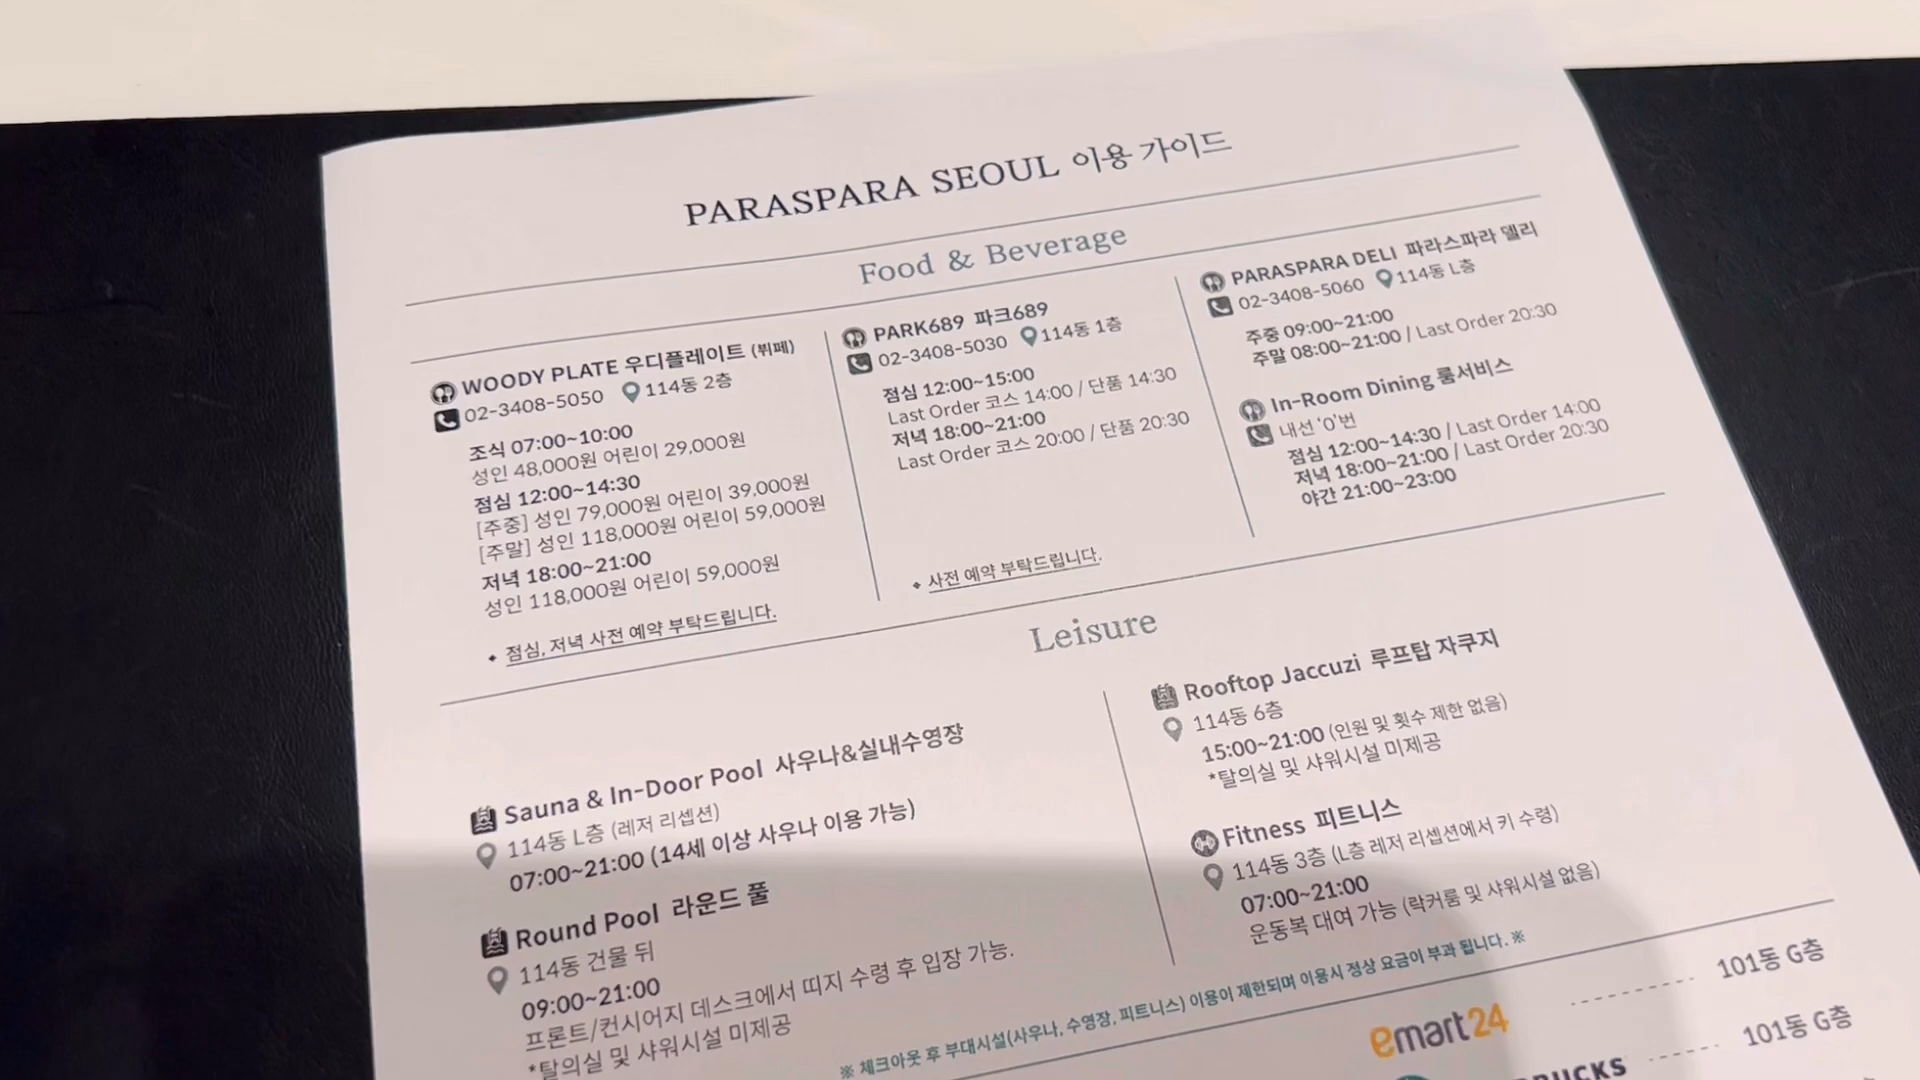 PARASPARA SEOUL 이용 가이드
Food & Beverage
WOODY PLATE 우디플레이트 (뷔페)
02-3408-5050 114동 2층
조식 07:00~10:00
성인 48,000원 어린이 29,000원
점심 12:00~14:30
[주중] 성인 79,000원 어린이 39,000원
[주말] 성인 118,000원 어린이 59,000원
저녁 18:00~21:00
성인 118,000원 어린이 59,000원
점심, 저녁 사전 예약 부탁드립니다.
PARK689 파크689
02-3408-5030 114동 1층
점심 12:00~15:00
Last Order 코스 14:00 / 단품 14:30
저녁 18:00~21:00
Last Order 코스 20:00 / 단품 20:30
사전 예약 부탁드립니다.
PARASPARA DELI 파라스파라 델리
02-3408-5060 114동 L층
주중 09:00~21:00
주말 08:00~21:00 / Last Order 20:30
In-Room Dining 룸서비스
내선 '0'번
점심 12:00~14:30 / Last Order 14:00
저녁 18:00~21:00 / Last Order 20:30
야간 21:00~23:00
Leisure
Sauna & In-Door Pool 사우나&실내수영장
114동 L층 (레저 리셉션)
07:00~21:00 (14세 이상 사우나 이용 가능)
Round Pool 라운드 풀
114동 건물 뒤
09:00~21:00
프론트/컨시어지 데스크에서 띠지 수령 후 입장 가능.
*탈의실 및 샤워시설 미제공
Rooftop Jaccuzi 루프탑 자쿠지
114동 6층
15:00~21:00 (인원 및 횟수 제한 없음)
*탈의실 및 샤워시설 미제공
Fitness 피트니스
114동 3층 (L층 레저 리셉션에서 키 수령)
07:00~21:00
운동복 대여 가능 (락커룸 및 샤워시설 없음)
※ 체크아웃 후 부대시설(사우나, 수영장, 피트니스) 이용이 제한되며 이용시 정상 요금이 부과 됩니다. ※
emart24 101동 G층
101동 G층